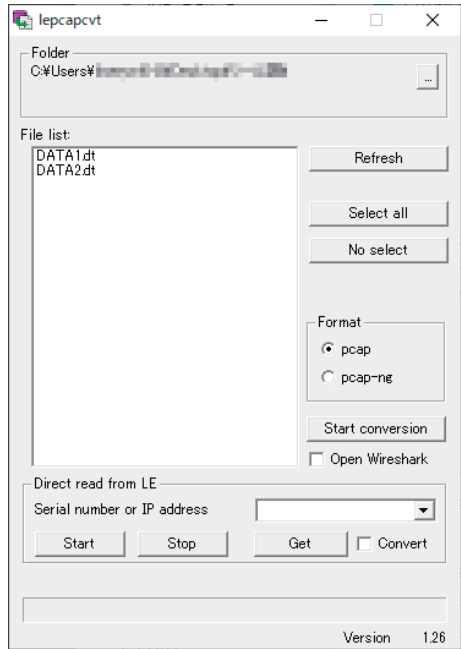 lepcapcvt
Folder
C:¥Users¥
...
File list:
DATA1.dt
DATA2.dt
Refresh
Select all
No select
Format
pcap
pcap-ng
Start conversion
Open Wireshark
Direct read from LE
Serial number or IP address
Start
Stop
Get
Convert
Version 1.26